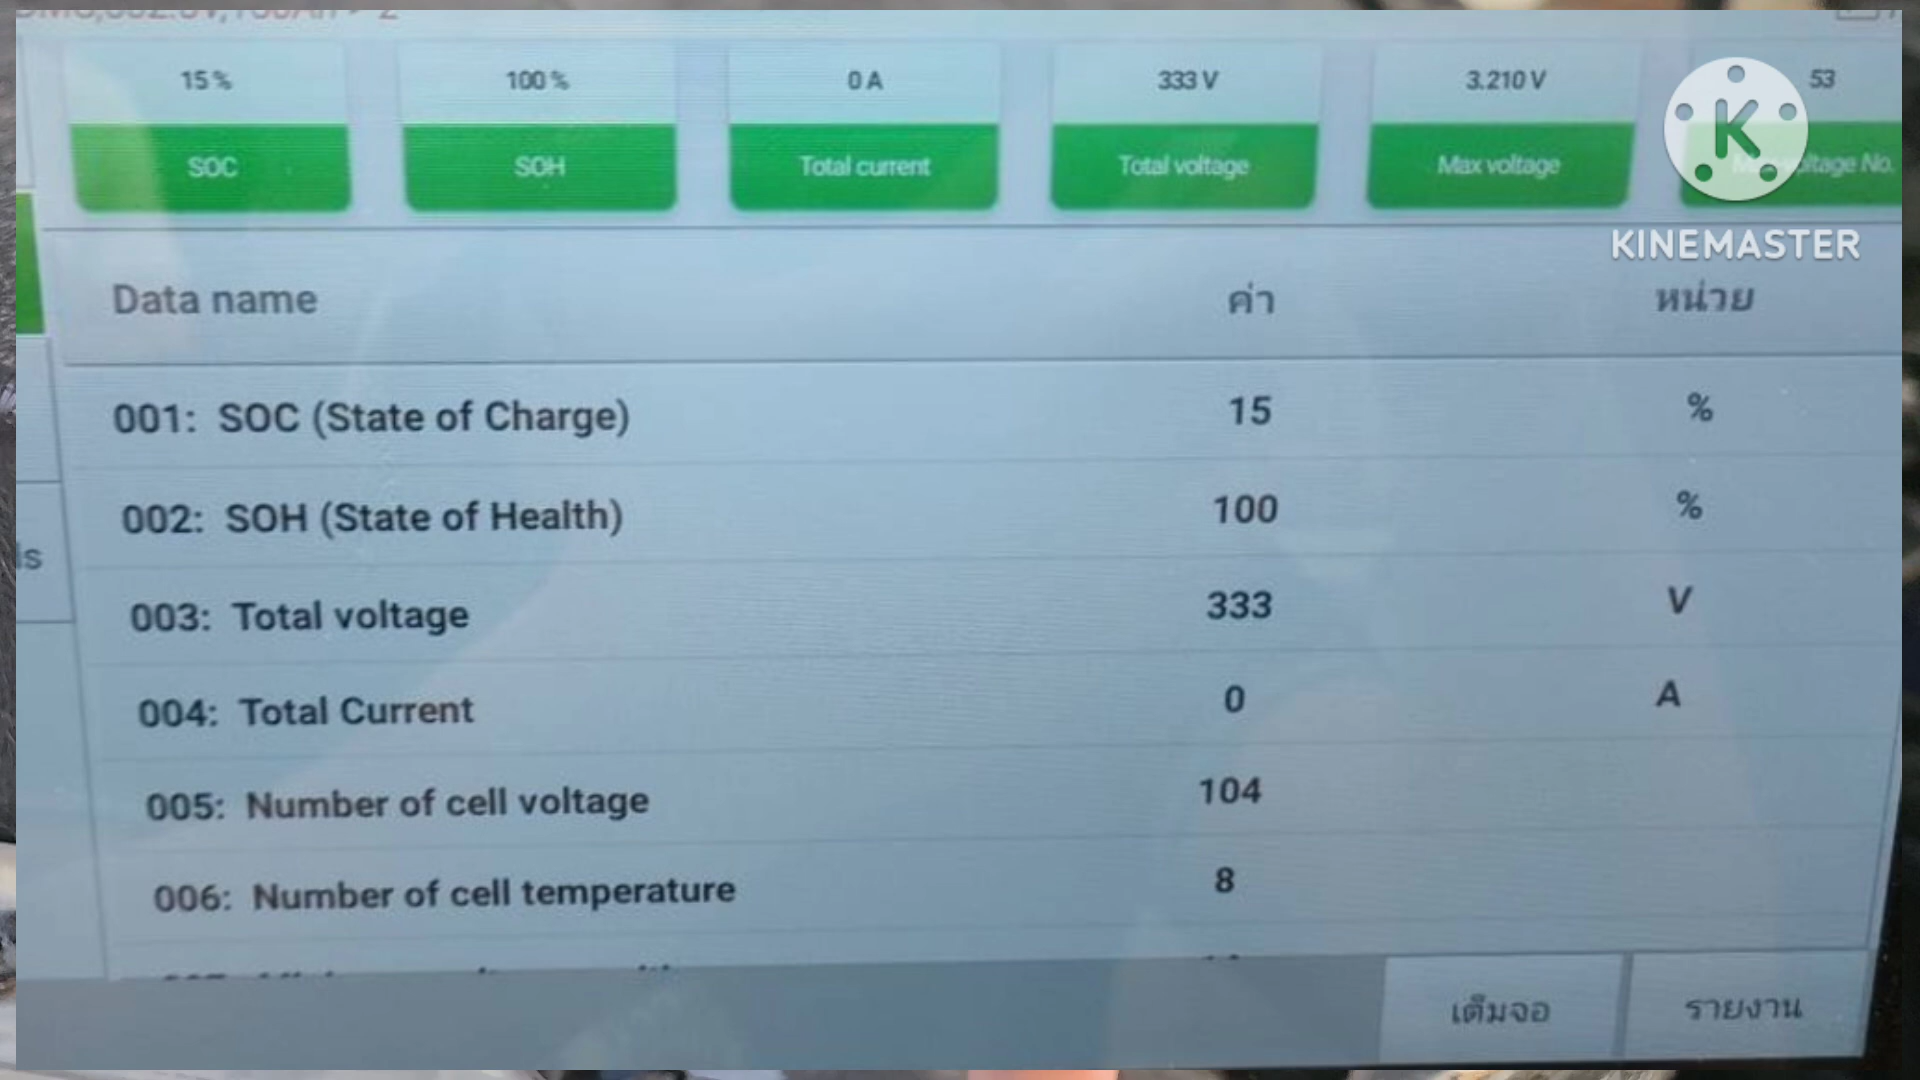 15 % 100 % 0 A 333 V 3.210 V 53
SOC SOH Total current Total voltage Max voltage No.
K
KINEMASTER
Data name ค่า หน่วย
001: SOC (State of Charge) 15 %
002: SOH (State of Health) 100 %
003: Total voltage 333 V
004: Total Current 0 A
005: Number of cell voltage 104
006: Number of cell temperature 8
ls
เต็มจอ รายงาน